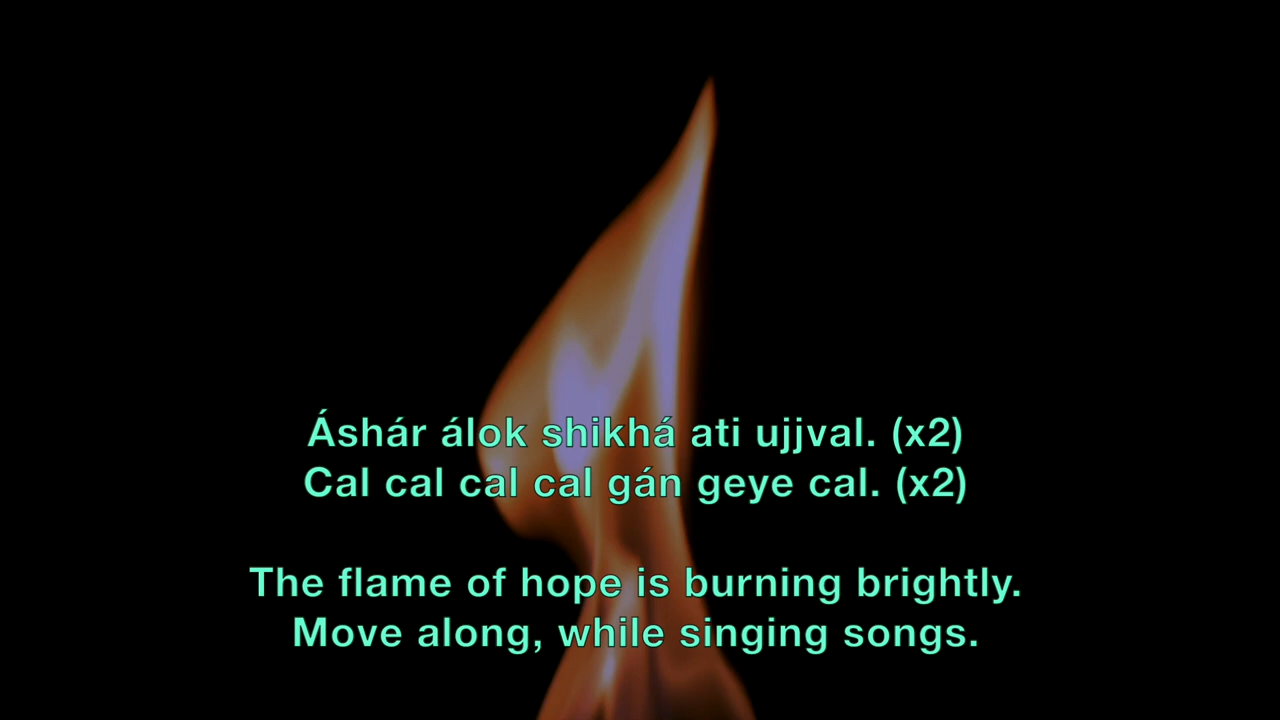 Áshár álok shikhá ati ujjval. (x2)
Cal cal cal cal gán geye cal. (x2)
The flame of hope is burning brightly.
Move along, while singing songs.